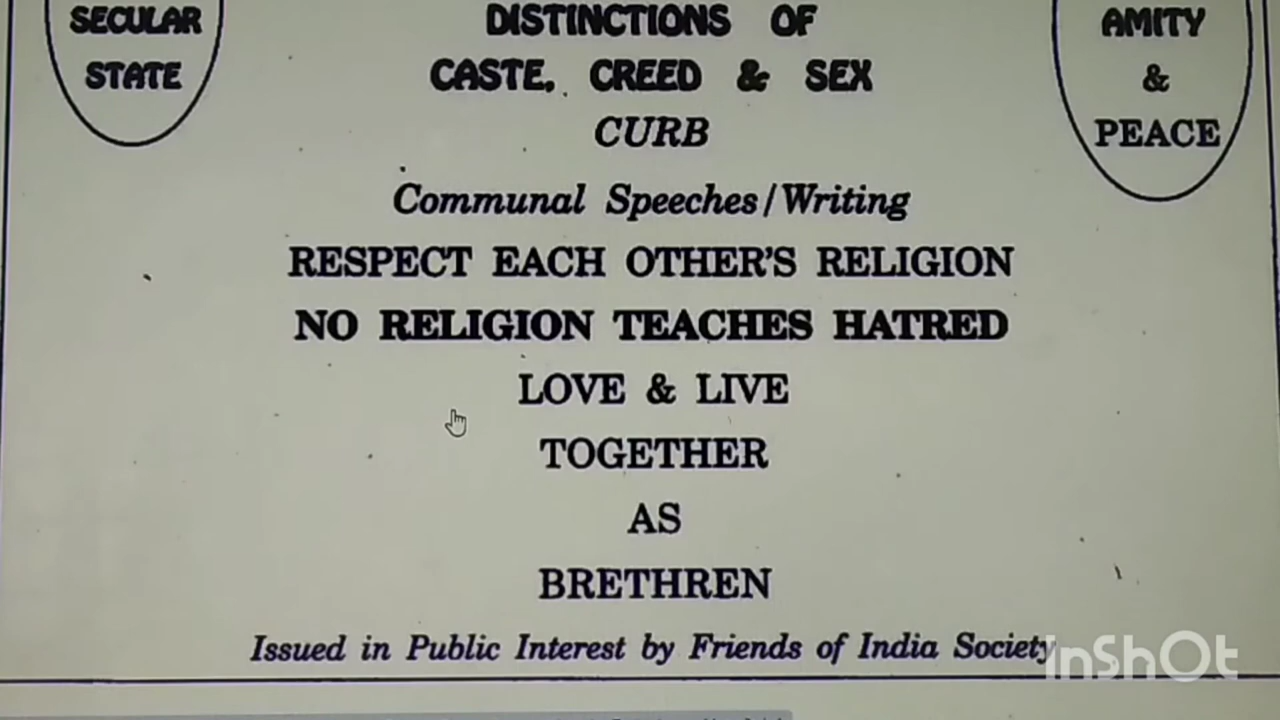 SECULAR
STATE
DISTINCTIONS OF
CASTE, CREED & SEX
CURB
AMITY
&
PEACE
Communal Speeches/Writing
RESPECT EACH OTHER'S RELIGION
NO RELIGION TEACHES HATRED
LOVE & LIVE
TOGETHER
AS
BRETHREN
Issued in Public Interest by Friends of India Society
InShOt